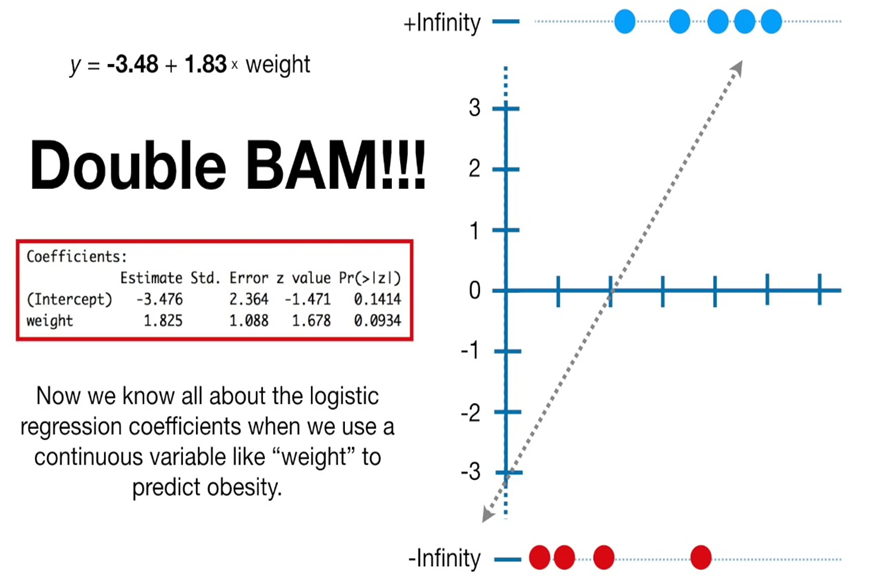 y = -3.48 + 1.83 x weight
Double BAM!!!
Coefficients:
Estimate Std. Error z value Pr(>|z|)
(Intercept) -3.476 2.364 -1.471 0.1414
weight 1.825 1.088 1.678 0.0934
Now we know all about the logistic
regression coefficients when we use a
continuous variable like “weight” to
predict obesity.
+Infinity
3
2
1
0
-1
-2
-3
-Infinity